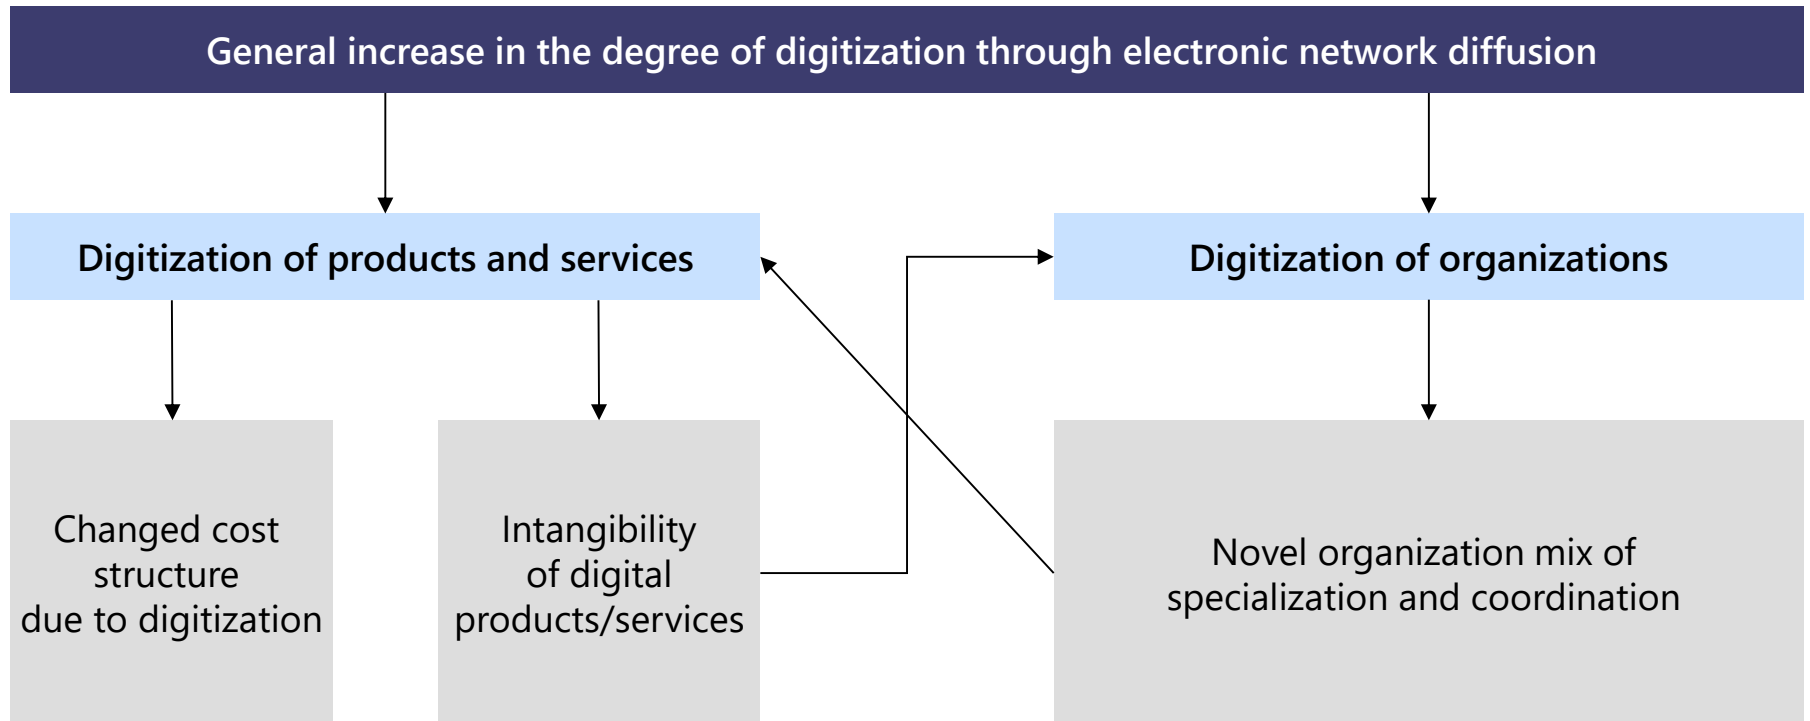 General increase in the degree of digitization through electronic network diffusion
Digitization of products and services
Digitization of organizations
Changed cost
structure
due to digitization
Intangibility
of digital
products/services
Novel organization mix of
specialization and coordination